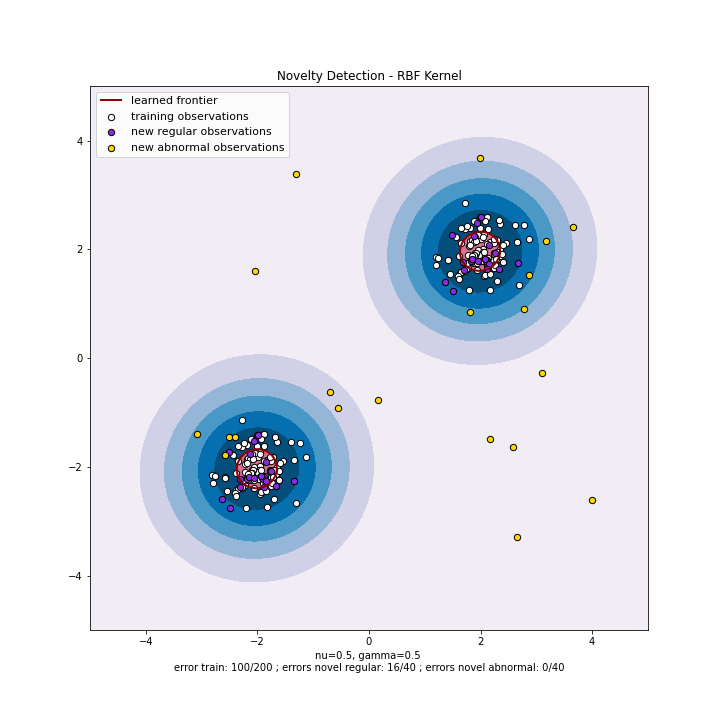 Novelty Detection - RBF Kernel
learned frontier
training observations
new regular observations
new abnormal observations
4
2
0
−2
−4
−4
−2
0
2
4
nu=0.5, gamma=0.5
error train: 100/200 ; errors novel regular: 16/40 ; errors novel abnormal: 0/40